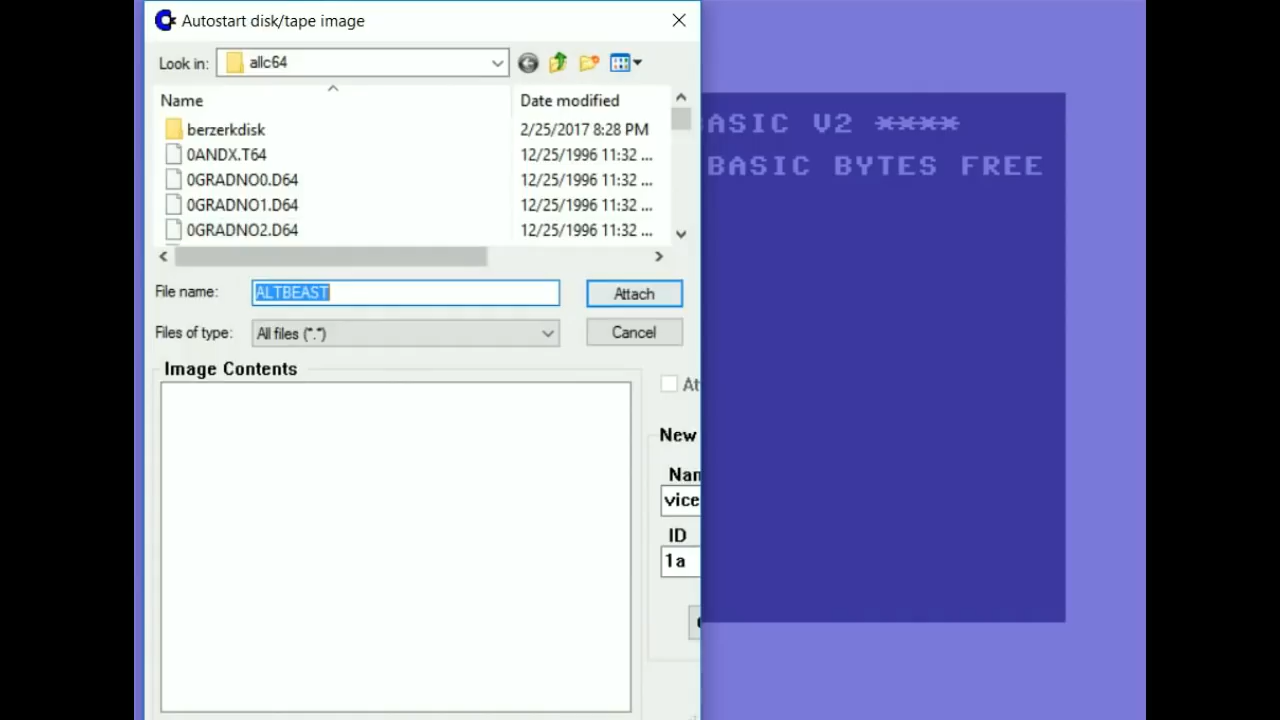 Autostart disk/tape image
Look in: allc64
Name Date modified
berzerkdisk 2/25/2017 8:28 PM
0ANDX.T64 12/25/1996 11:32 ...
0GRADNO0.D64 12/25/1996 11:32 ...
0GRADNO1.D64 12/25/1996 11:32 ...
0GRADNO2.D64 12/25/1996 11:32 ...
File name: ALTBEAST Attach
Files of type: All files (*.*) Cancel
Image Contents
At
New
Nam
vice
ID
1a
ASIC V2 ****
BASIC BYTES FREE